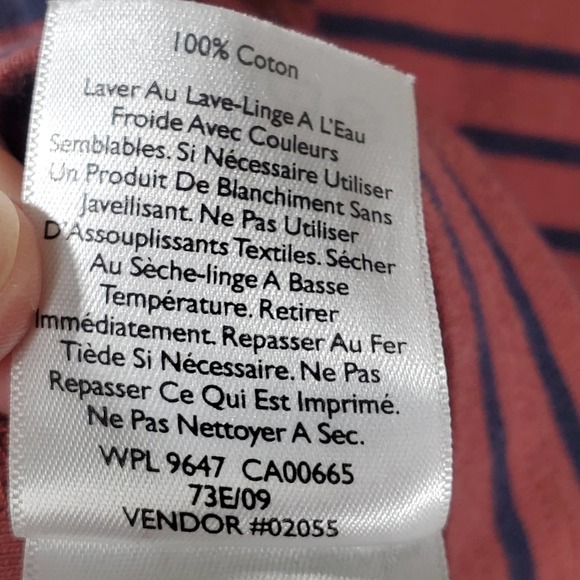 100% Coton
Laver Au Lave-Linge A L'Eau
Froide Avec Couleurs
Semblables. Si Nécessaire Utiliser
Un Produit De Blanchiment Sans
Javellisant. Ne Pas Utiliser
D'Assouplissants Textiles. Sécher
Au Sèche-linge A Basse
Température. Retirer
Immédiatement. Repasser Au Fer
Tiède Si Nécessaire. Ne Pas
Repasser Ce Qui Est Imprimé.
Ne Pas Nettoyer A Sec.
WPL 9647 CA00665
73E/09
VENDOR #02055